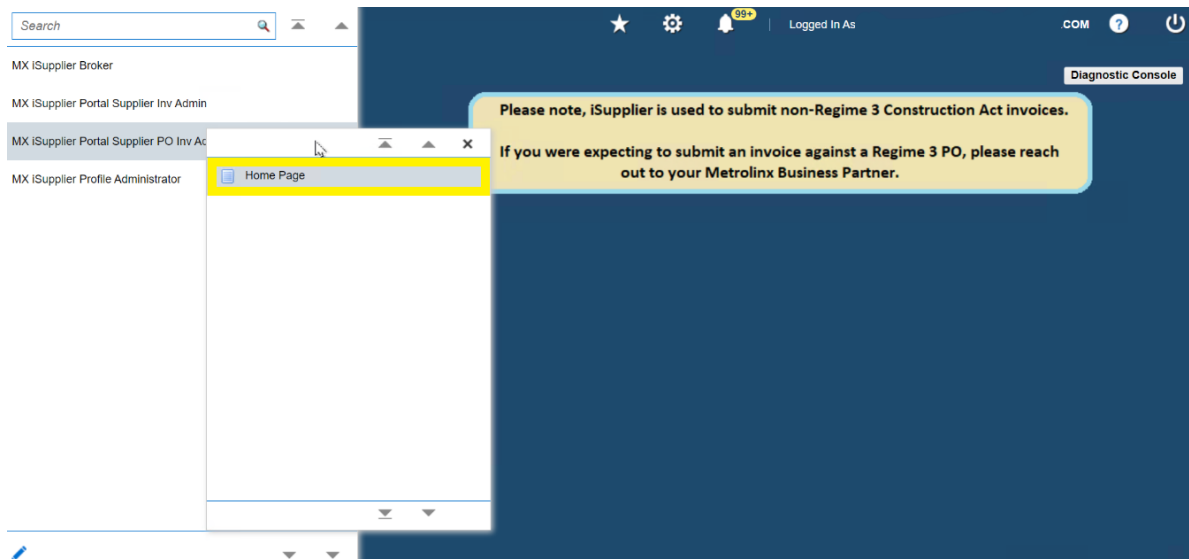 Search
99+
Logged In As
.COM
?
MX iSupplier Broker
Diagnostic Console
MX iSupplier Portal Supplier Inv Admin
Please note, iSupplier is used to submit non-Regime 3 Construction Act invoices.
MX iSupplier Portal Supplier PO Inv Ad
If you were expecting to submit an invoice against a Regime 3 PO, please reach
out to your Metrolinx Business Partner.
Home Page
MX iSupplier Profile Administrator